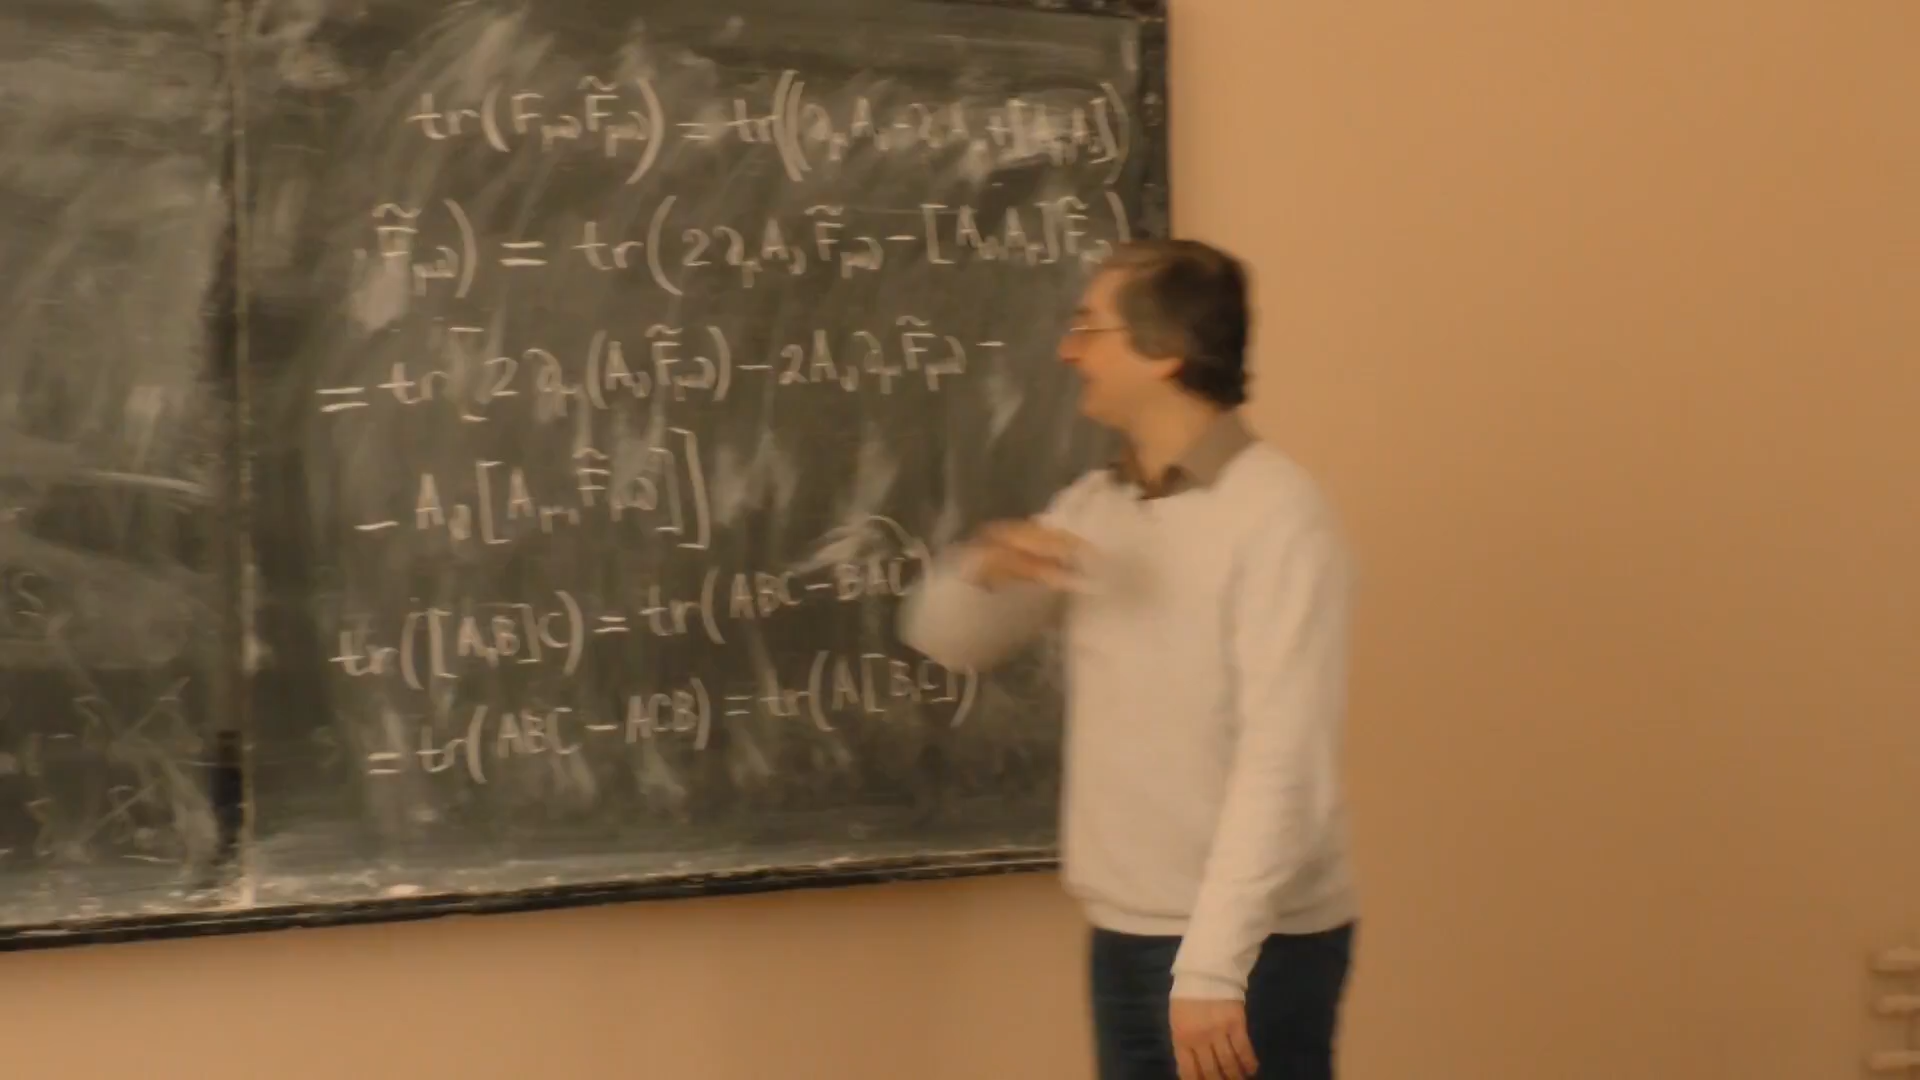 tr(F_{μν} F̃_{μν}) = tr((∂_μ A_ν - ∂_ν A_μ + [A_μ, A_ν])
F̃_{μν}) = tr(2∂_μ A_ν F̃_{μν} - [A_ν, A_μ] F̃_{μν})
= tr[2∂_μ(A_ν F̃_{μν}) - 2A_ν ∂_μ F̃_{μν} -
- A_ν[A_μ, F̃_{μν}]]
tr([A,B]C) = tr(ABC - BAC)
= tr(ABC - ACB) = tr(A[B,C])